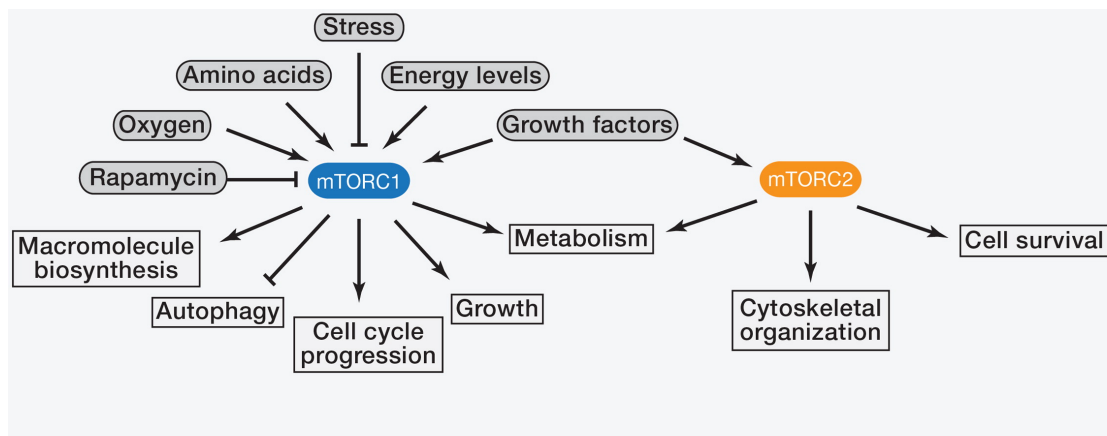 Stress
Amino acids
Energy levels
Oxygen
Growth factors
Rapamycin
mTORC1
mTORC2
Macromolecule
biosynthesis
Autophagy
Cell cycle
progression
Growth
Metabolism
Cytoskeletal
organization
Cell survival